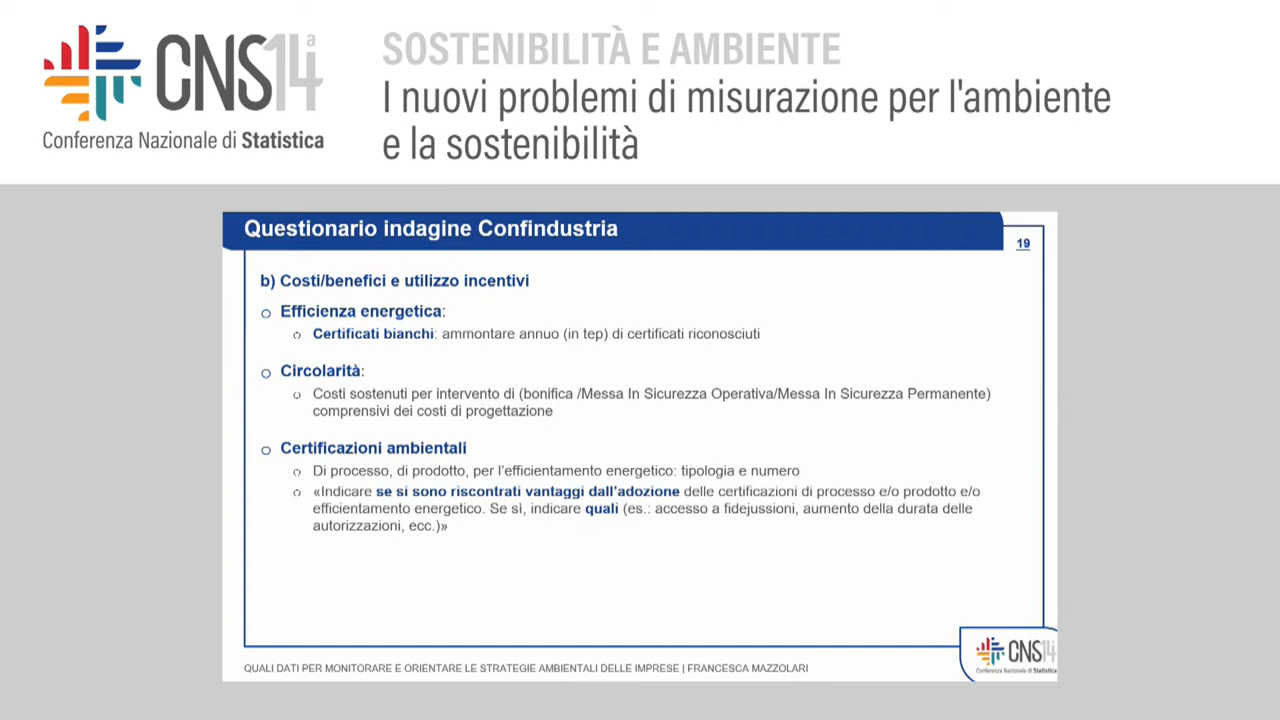 CNS14ª
Conferenza Nazionale di Statistica
SOSTENIBILITÀ E AMBIENTE
I nuovi problemi di misurazione per l'ambiente
e la sostenibilità
Questionario indagine Confindustria
19
b) Costi/benefici e utilizzo incentivi
Efficienza energetica:
Certificati bianchi: ammontare annuo (in tep) di certificati riconosciuti
Circolarità:
Costi sostenuti per intervento di (bonifica /Messa In Sicurezza Operativa/Messa In Sicurezza Permanente)
comprensivi dei costi di progettazione
Certificazioni ambientali
Di processo, di prodotto, per l'efficientamento energetico: tipologia e numero
«Indicare se si sono riscontrati vantaggi dall'adozione delle certificazioni di processo e/o prodotto e/o
efficientamento energetico. Se sì, indicare quali (es.: accesso a fidejussioni, aumento della durata delle
autorizzazioni, ecc.)»
QUALI DATI PER MONITORARE E ORIENTARE LE STRATEGIE AMBIENTALI DELLE IMPRESE | FRANCESCA MAZZOLARI
CNS14
Conferenza Nazionale di Statistica